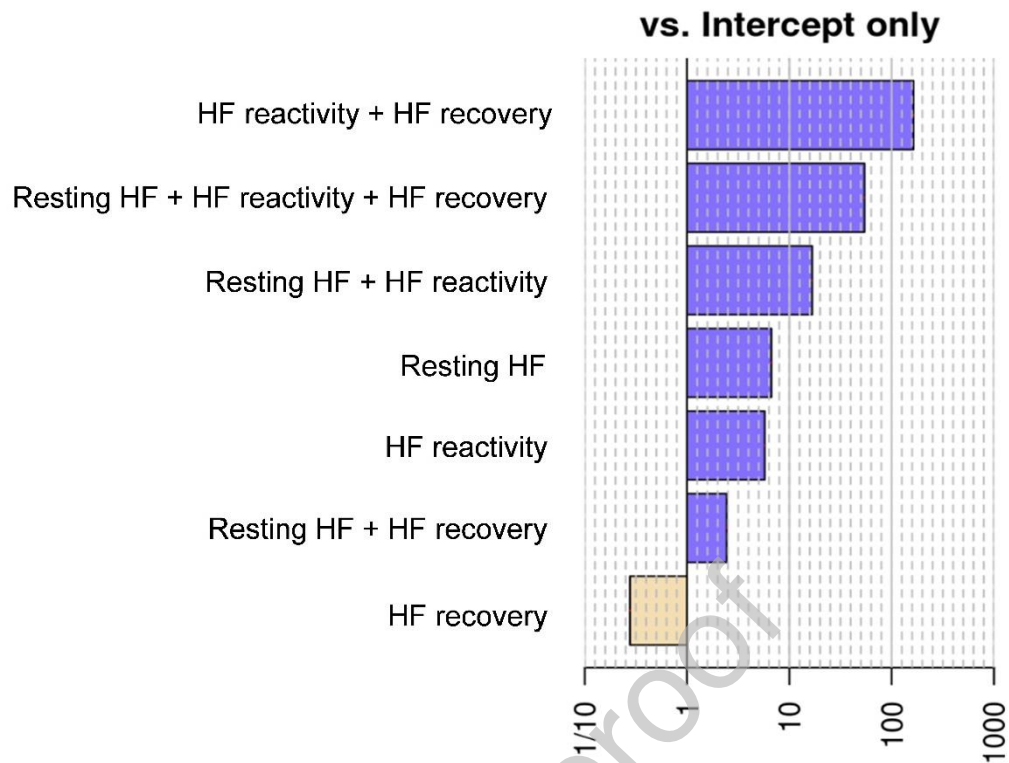 vs. Intercept only
HF reactivity + HF recovery
Resting HF + HF reactivity + HF recovery
Resting HF + HF reactivity
Resting HF
HF reactivity
Resting HF + HF recovery
HF recovery
1/10
1
10
100
1000
roof